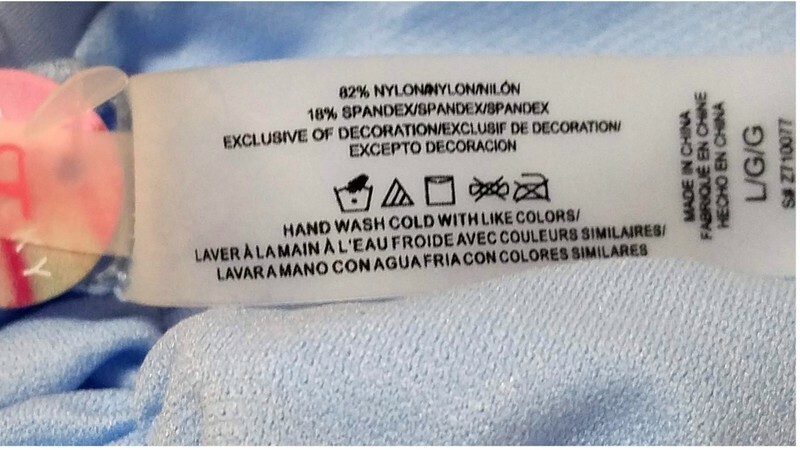 82% NYLON/NYLON/NILÓN
18% SPANDEX/SPANDEX/SPANDEX
EXCLUSIVE OF DECORATION/EXCLUSIF DE DECORATION/
EXCEPTO DECORACION
HAND WASH COLD WITH LIKE COLORS/
LAVER À LA MAIN À L'EAU FROIDE AVEC COULEURS SIMILAIRES/
LAVAR A MANO CON AGUA FRIA CON COLORES SIMILARES
MADE IN CHINA
FABRIQUÉ EN CHINE
HECHO EN CHINA
L/G/G
S# Z710077